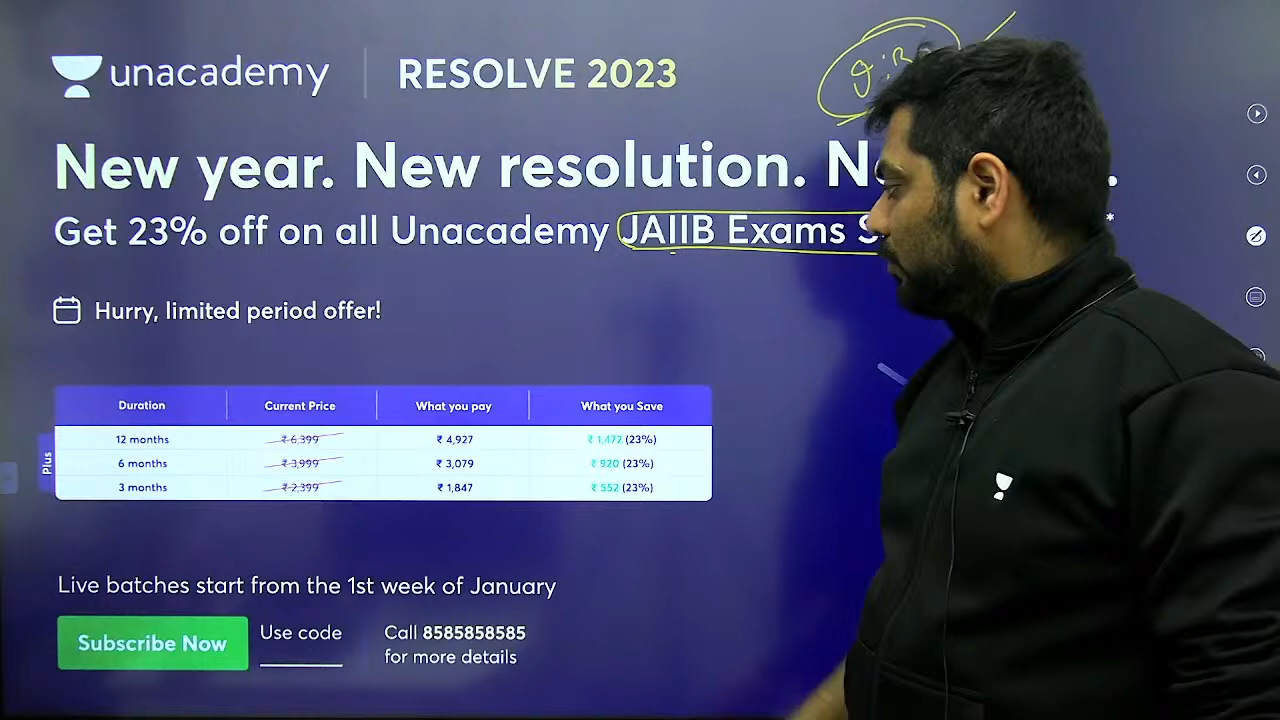 unacademy RESOLVE 2023
New year. New resolution.
Get 23% off on all Unacademy JAIIB Exams
Hurry, limited period offer!
Duration Current Price What you pay What you Save
Plus
12 months ₹ 6,399 ₹ 4,927 ₹ 1,472 (23%)
6 months ₹ 3,999 ₹ 3,079 ₹ 920 (23%)
3 months ₹ 2,399 ₹ 1,847 ₹ 552 (23%)
Live batches start from the 1st week of January
Subscribe Now Use code Call 8585858585
for more details